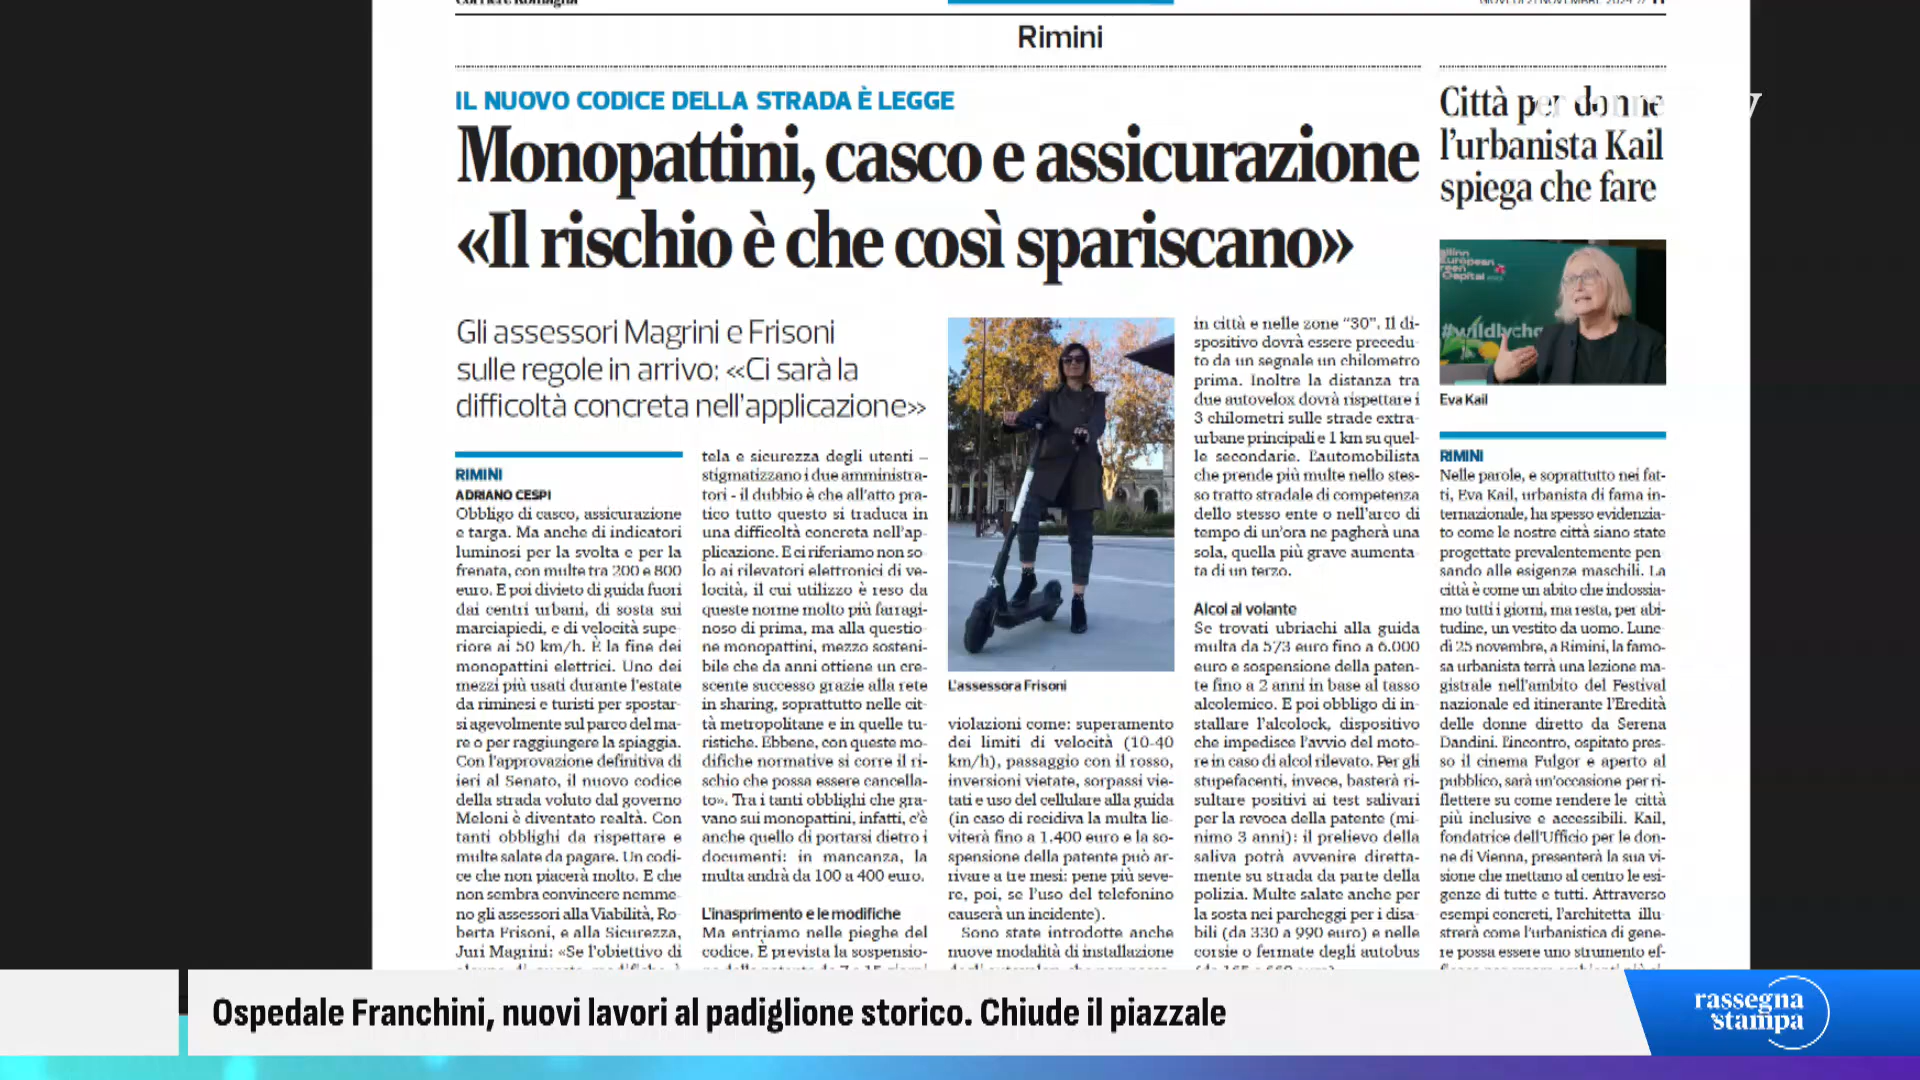 Corriere Romagna
GIOVEDÌ 21 NOVEMBRE 2024 // 11
Rimini
IL NUOVO CODICE DELLA STRADA È LEGGE
Monopattini, casco e assicurazione
«Il rischio è che così spariscano»
Gli assessori Magrini e Frisoni
sulle regole in arrivo: «Ci sarà la
difficoltà concreta nell'applicazione»
RIMINI
ADRIANO CESPI
Obbligo di casco, assicurazione
e targa. Ma anche di indicatori
luminosi per la svolta e per la
frenata, con multe tra 200 e 800
euro. E poi divieto di guida fuori
dai centri urbani, di sosta sui
marciapiedi, e di velocità supe-
riore ai 50 km/h. È la fine dei
monopattini elettrici. Uno dei
mezzi più usati durante l'estate
da riminesi e turisti per spostar-
si agevolmente sul parco del ma-
re o per raggiungere la spiaggia.
Con l'approvazione definitiva di
ieri al Senato, il nuovo codice
della strada voluto dal governo
Meloni è diventato realtà. Con
tanti obblighi da rispettare e
multe salate da pagare. Un codi-
ce che non piacerà molto. E che
non sembra convincere nemme-
no gli assessori alla Viabilità, Ro-
berta Frisoni, e alla Sicurezza,
Juri Magrini: «Se l'obiettivo di
tela e sicurezza degli utenti –
stigmatizzano i due amministra-
tori - il dubbio è che all'atto pra-
tico tutto questo si traduca in
una difficoltà concreta nell'ap-
plicazione. E ci riferiamo non so-
lo ai rilevatori elettronici di ve-
locità, il cui utilizzo è reso da
queste norme molto più farragi-
noso di prima, ma alla questio-
ne monopattini, mezzo sosteni-
bile che da anni ottiene un cre-
scente successo grazie alla rete
in sharing, soprattutto nelle cit-
tà metropolitane e in quelle tu-
ristiche. Ebbene, con queste mo-
difiche normative si corre il ri-
schio che possa essere cancella-
to». Tra i tanti obblighi che gra-
vano sui monopattini, infatti, c'è
anche quello di portarsi dietro i
documenti: in mancanza, la
multa andrà da 100 a 400 euro.
L'inasprimento e le modifiche
Ma entriamo nelle pieghe del
codice. È prevista la sospensio-
L'assessora Frisoni
violazioni come: superamento
dei limiti di velocità (10-40
km/h), passaggio con il rosso,
inversioni vietate, sorpassi vie-
tati e uso del cellulare alla guida
(in caso di recidiva la multa lie-
viterà fino a 1.400 euro e la so-
spensione della patente può ar-
rivare a tre mesi: pene più seve-
re, poi, se l'uso del telefonino
causerà un incidente).
Sono state introdotte anche
nuove modalità di installazione
in città e nelle zone "30". Il di-
spositivo dovrà essere precedu-
to da un segnale un chilometro
prima. Inoltre la distanza tra
due autovelox dovrà rispettare i
3 chilometri sulle strade extra-
urbane principali e 1 km su quel-
le secondarie. L'automobilista
che prende più multe nello stes-
so tratto stradale di competenza
dello stesso ente o nell'arco di
tempo di un'ora ne pagherà una
sola, quella più grave aumenta-
ta di un terzo.
Alcol al volante
Se trovati ubriachi alla guida
multa da 573 euro fino a 6.000
euro e sospensione della paten-
te fino a 2 anni in base al tasso
alcolemico. E poi obbligo di in-
stallare l'alcolock, dispositivo
che impedisce l'avvio del moto-
re in caso di alcol rilevato. Per gli
stupefacenti, invece, basterà ri-
sultare positivi ai test salivari
per la revoca della patente (mi-
nimo 3 anni): il prelievo della
saliva potrà avvenire diretta-
mente su strada da parte della
polizia. Multe salate anche per
la sosta nei parcheggi per i disa-
bili (da 330 a 990 euro) e nelle
corsie o fermate degli autobus
Città per donne
l'urbanista Kail
spiega che fare
European
Capital
#wildlycha
Eva Kail
RIMINI
Nelle parole, e soprattutto nei fat-
ti, Eva Kail, urbanista di fama in-
ternazionale, ha spesso evidenzia-
to come le nostre città siano state
progettate prevalentemente pen
sando alle esigenze maschili. La
città è come un abito che indossia-
mo tutti i giorni, ma resta, per abi-
tudine, un vestito da uomo. Lune-
dì 25 novembre, a Rimini, la famo-
sa urbanista terrà una lezione ma-
gistrale nell'ambito del Festival
nazionale ed itinerante l'Eredità
delle donne diretto da Serena
Dandini. L'incontro, ospitato pres-
so il cinema Fulgor e aperto al
pubblico, sarà un'occasione per ri-
flettere su come rendere le città
più inclusive e accessibili. Kail,
fondatrice dell'Ufficio per le don-
ne di Vienna, presenterà la sua vi-
sione che mettano al centro le esi-
genze di tutte e tutti. Attraverso
esempi concreti, l'architetta illu-
strerà come l'urbanistica di gene-
re possa essere uno strumento ef-
Ospedale Franchini, nuovi lavori al padiglione storico. Chiude il piazzale
rassegna
stampa